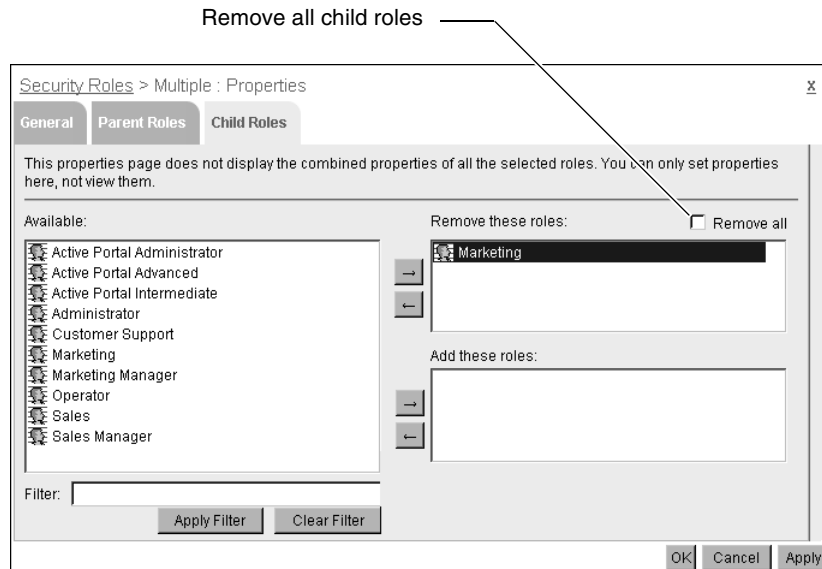 Remove all child roles
Security Roles > Multiple : Properties
x
General
Parent Roles
Child Roles
This properties page does not display the combined properties of all the selected roles. You can only set properties
here, not view them.
Available:
Active Portal Administrator
Active Portal Advanced
Active Portal Intermediate
Administrator
Customer Support
Marketing
Marketing Manager
Operator
Sales
Sales Manager
Filter:
Apply Filter
Clear Filter
Remove these roles:
Remove all
Marketing
→
←
Add these roles:
→
←
OK
Cancel
Apply